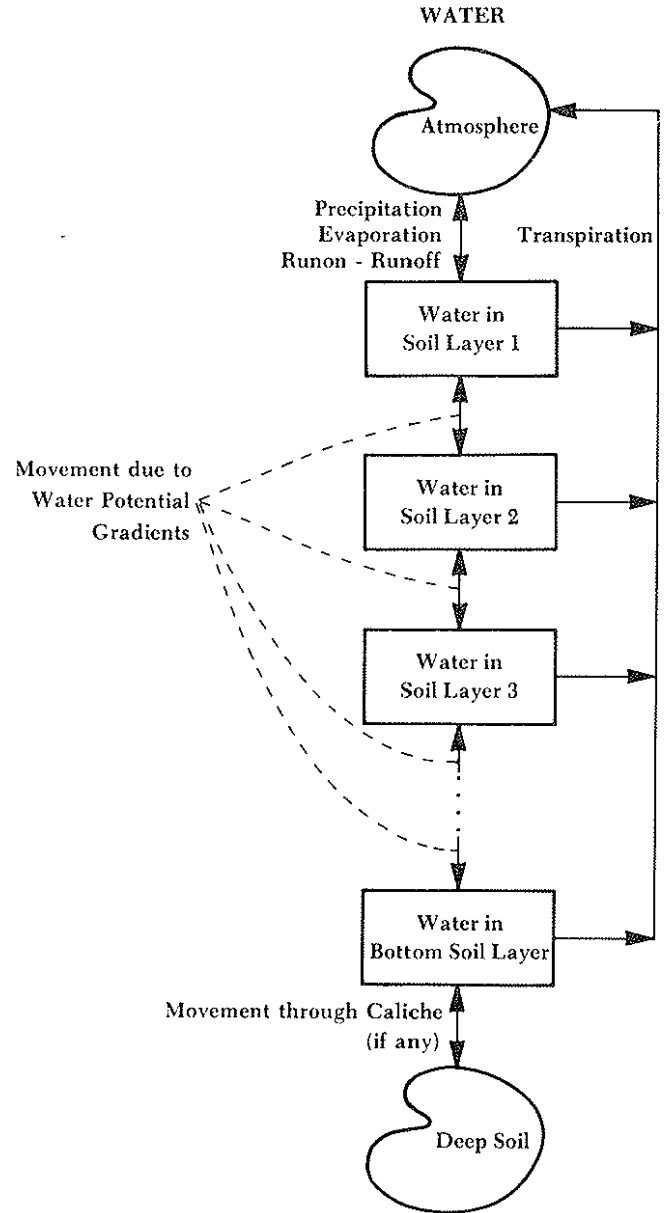 WATER
Atmosphere
Precipitation
Evaporation
Runon - Runoff
Transpiration
Water in
Soil Layer 1
Movement due to
Water Potential
Gradients
Water in
Soil Layer 2
Water in
Soil Layer 3
Water in
Bottom Soil Layer
Movement through Caliche
(if any)
Deep Soil